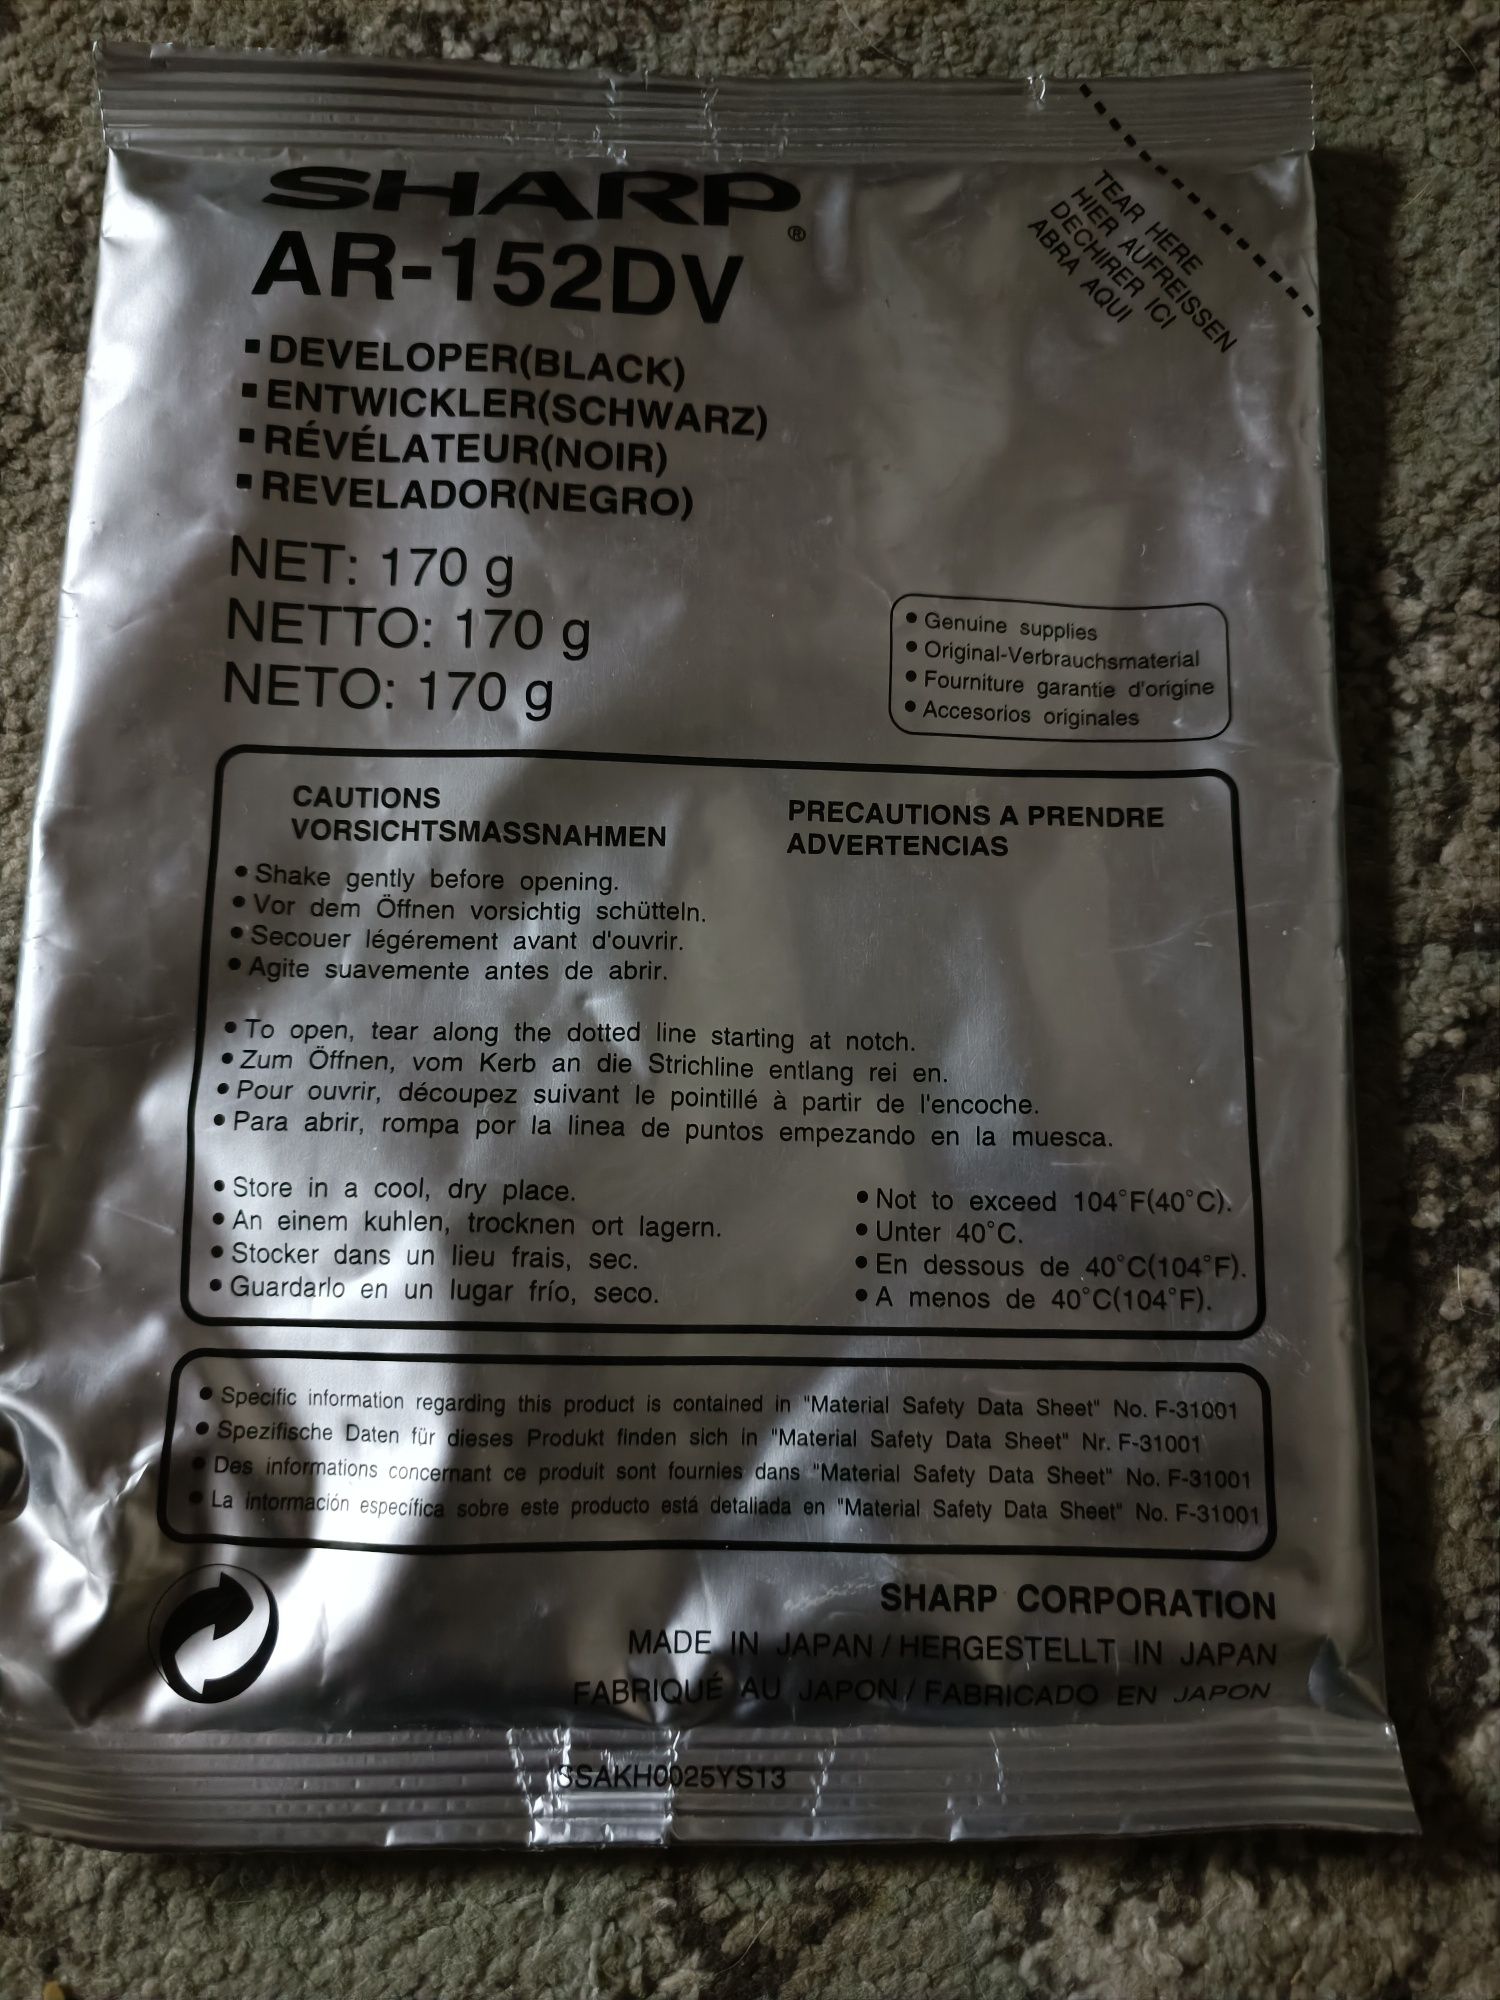 SHARP®
AR-152DV
TEAR HERE
HIER AUFREISSEN
DECHIRER ICI
ABRA AQUI
▪ DEVELOPER(BLACK)
▪ ENTWICKLER(SCHWARZ)
▪ RÉVÉLATEUR(NOIR)
▪ REVELADOR(NEGRO)
NET: 170 g
NETTO: 170 g
NETO: 170 g
• Genuine supplies
• Original-Verbrauchsmaterial
• Fourniture garantie d'origine
• Accesorios originales
CAUTIONS
VORSICHTSMASSNAHMEN
PRECAUTIONS A PRENDRE
ADVERTENCIAS
• Shake gently before opening.
• Vor dem Öffnen vorsichtig schütteln.
• Secouer légérement avant d'ouvrir.
• Agite suavemente antes de abrir.
• To open, tear along the dotted line starting at notch.
• Zum Öffnen, vom Kerb an die Strichline entlang rei en.
• Pour ouvrir, découpez suivant le pointillé à partir de l'encoche.
• Para abrir, rompa por la linea de puntos empezando en la muesca.
• Store in a cool, dry place.
• An einem kuhlen, trocknen ort lagern.
• Stocker dans un lieu frais, sec.
• Guardarlo en un lugar frío, seco.
• Not to exceed 104°F(40°C).
• Unter 40°C.
• En dessous de 40°C(104°F).
• A menos de 40°C(104°F).
• Specific information regarding this product is contained in "Material Safety Data Sheet" No. F-31001
• Spezifische Daten für dieses Produkt finden sich in "Material Safety Data Sheet" Nr. F-31001
• Des informations concernant ce produit sont fournies dans "Material Safety Data Sheet" No. F-31001
• La intormación específica sobre este producto está detallada en "Material Safety Data Sheet" No. F-31001
SHARP CORPORATION
MADE IN JAPAN / HERGESTELLT IN JAPAN
FABRIQUÉ AU JAPON / FABRICADO EN JAPON
SSAKH0025YS13